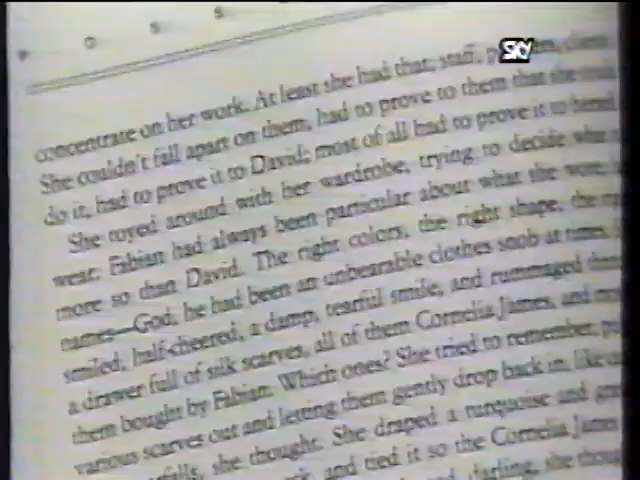 P O S S
sky
concentrate on her work. At least she had that; staff,
She couldn't fall apart on them, had to prove to them that she
do it, had to prove it to David; most of all had to prove it to
She toyed around with her wardrobe, trying to decide what
wear. Fabian had always been particular about what she wore,
more so than David. The right colors, the right shape, the
names—God, he had been an unbearable clothes snob at times.
smiled, half-cheered, a damp, tearful smile, and rummaged
a drawer full of silk scarves, all of them Cornelia James, and
them bought by Fabian. Which ones? She tried to remember,
various scarves out and letting them gently drop back in, like
she thought. She draped a turquoise and
and tied it so the Cornelia James
darling, she